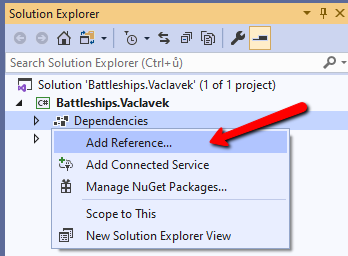 Solution Explorer
Search Solution Explorer (Ctrl+ů)
Solution 'Battleships.Vaclavek' (1 of 1 project)
C# Battleships.Vaclavek
Dependencies
Add Reference...
Add Connected Service
Manage NuGet Packages...
Scope to This
New Solution Explorer View